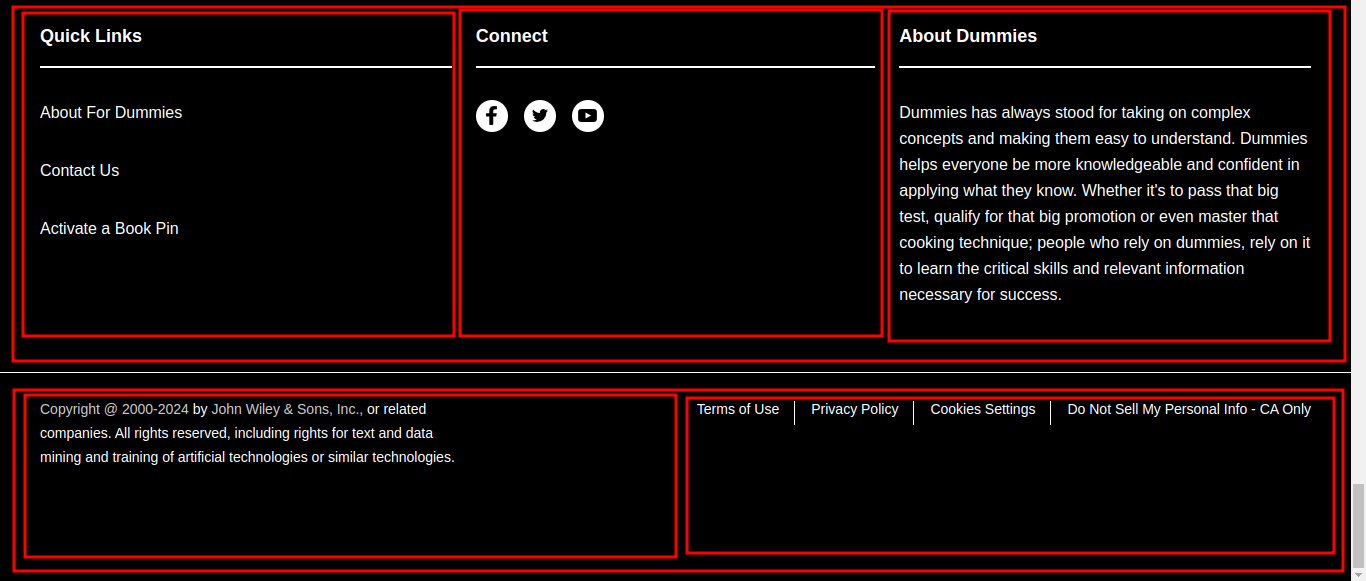 Quick Links
About For Dummies
Contact Us
Activate a Book Pin
Connect
About Dummies
Dummies has always stood for taking on complex
concepts and making them easy to understand. Dummies
helps everyone be more knowledgeable and confident in
applying what they know. Whether it's to pass that big
test, qualify for that big promotion or even master that
cooking technique; people who rely on dummies, rely on it
to learn the critical skills and relevant information
necessary for success.
Copyright @ 2000-2024 by John Wiley & Sons, Inc., or related
companies. All rights reserved, including rights for text and data
mining and training of artificial technologies or similar technologies.
Terms of Use
Privacy Policy
Cookies Settings
Do Not Sell My Personal Info - CA Only